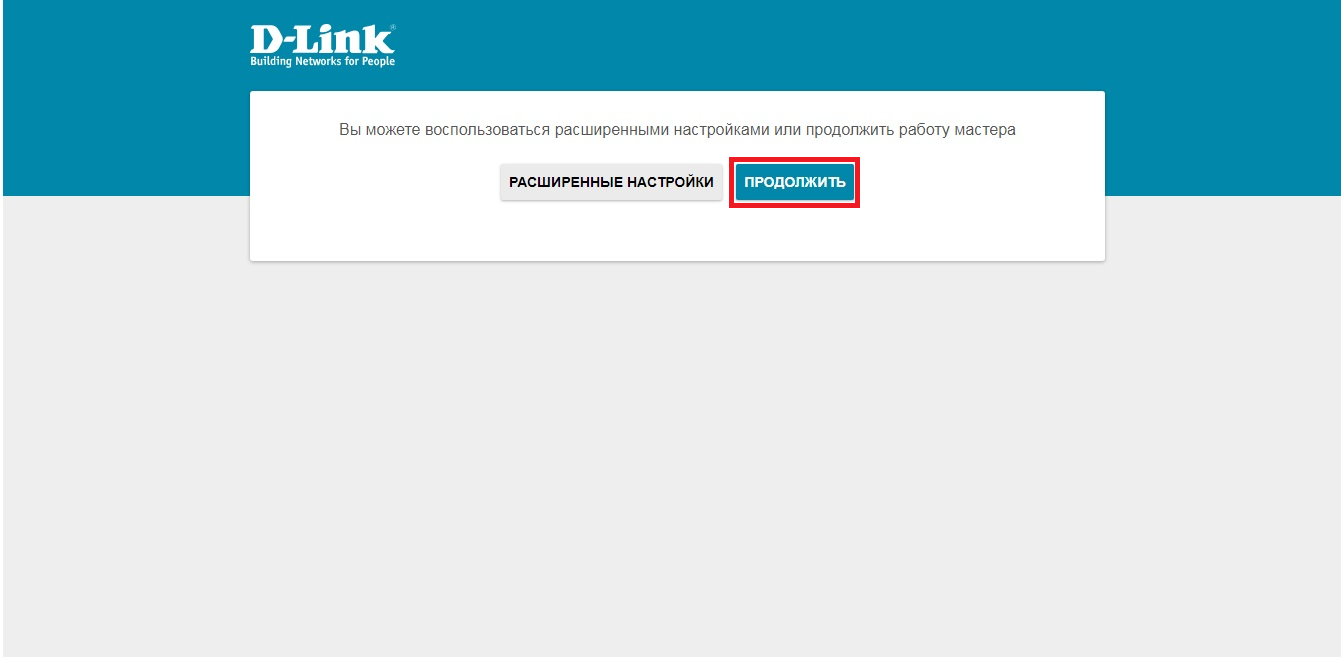 D-Link®
Building Networks for People
Вы можете воспользоваться расширенными настройками или продолжить работу мастера
РАСШИРЕННЫЕ НАСТРОЙКИ ПРОДОЛЖИТЬ